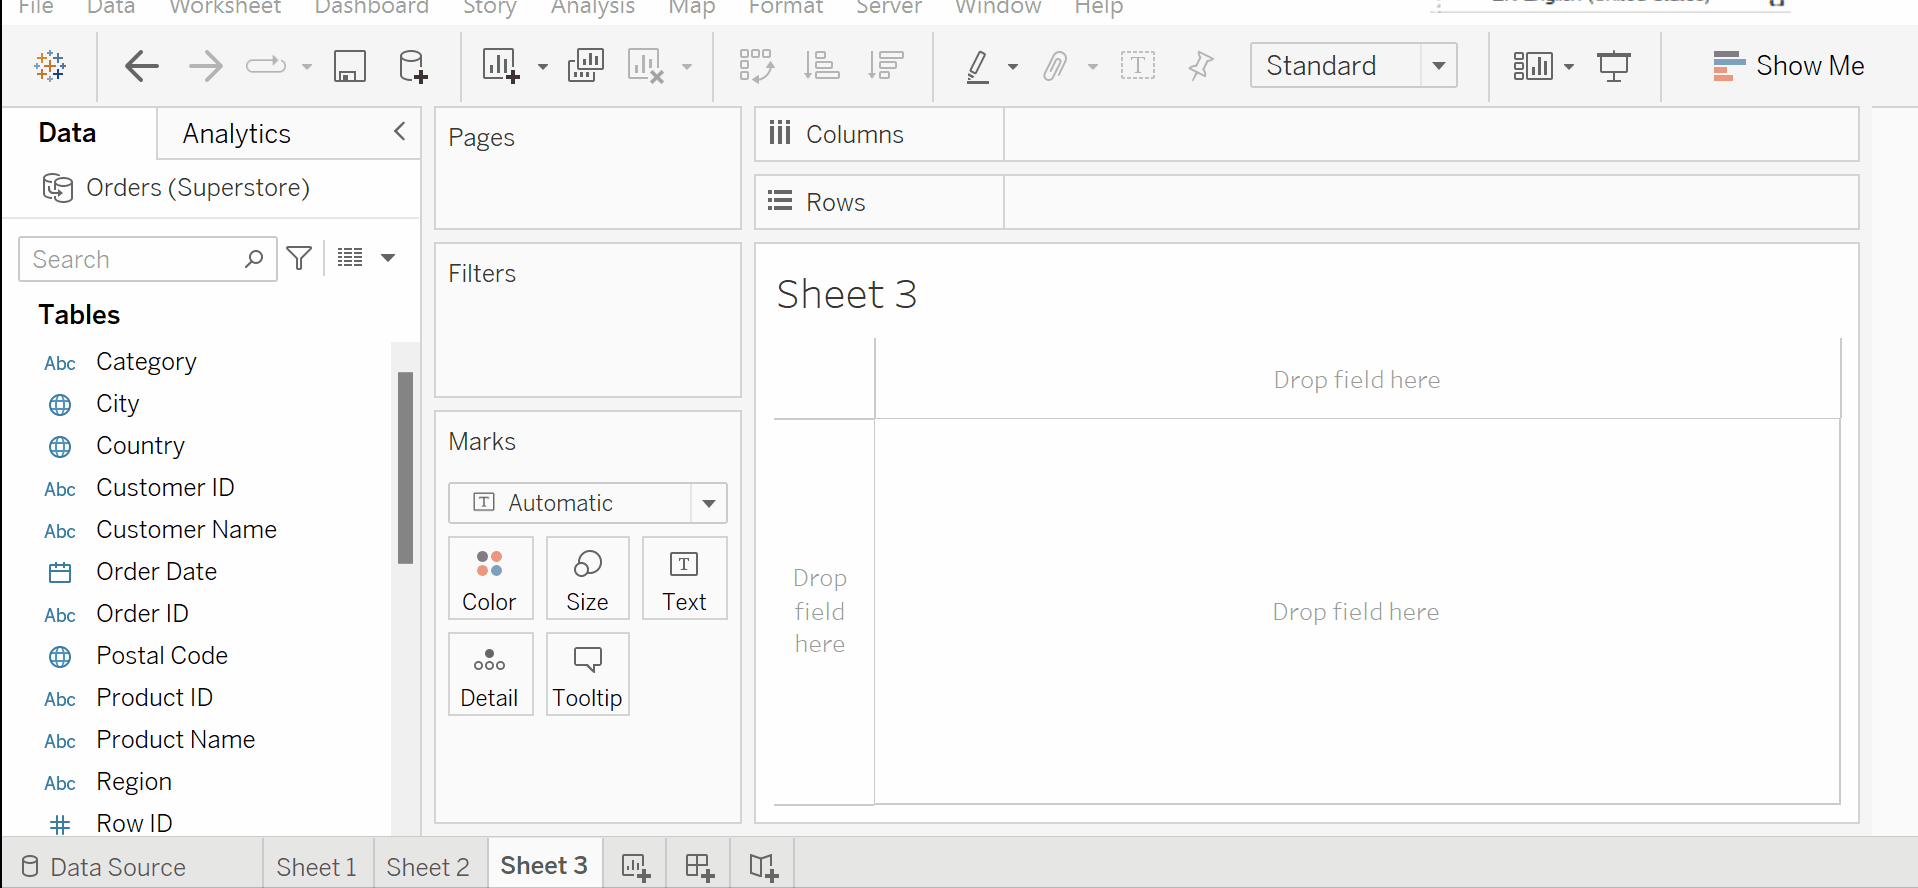 File Data Worksheet Dashboard Story Analysis Map Format Server Window Help
Standard
Show Me
Data Analytics
Orders (Superstore)
Search
Tables
Abc Category
City
Country
Abc Customer ID
Abc Customer Name
Order Date
Abc Order ID
Postal Code
Abc Product ID
Abc Product Name
Abc Region
Row ID
Pages
Filters
Marks
T Automatic
Color Size T Text
Detail Tooltip
Columns
Rows
Sheet 3
Drop field here
Drop
field
here
Drop field here
Data Source Sheet 1 Sheet 2 Sheet 3